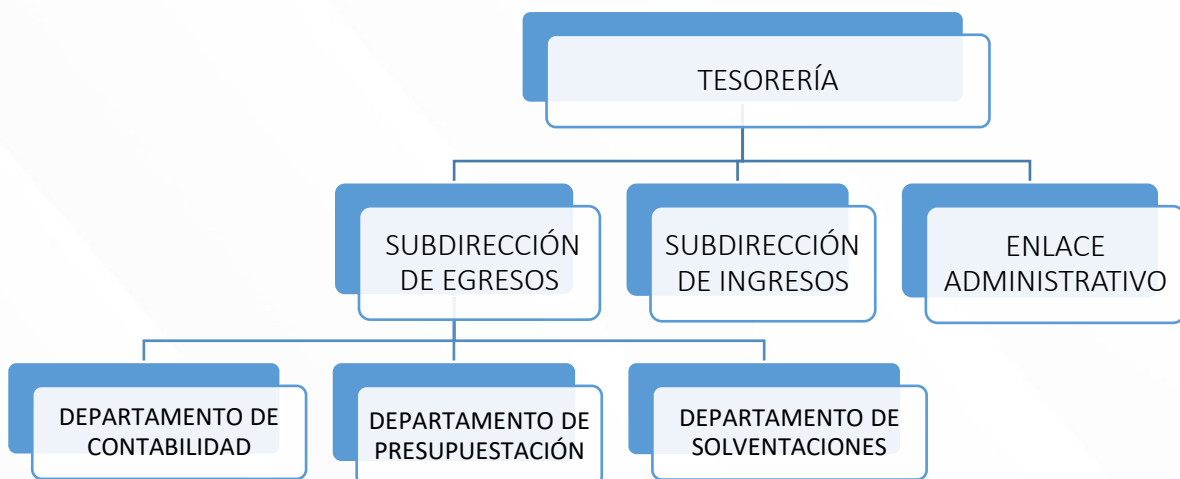 TESORERÍA
SUBDIRECCIÓN
DE EGRESOS
SUBDIRECCIÓN
DE INGRESOS
ENLACE
ADMINISTRATIVO
DEPARTAMENTO DE
CONTABILIDAD
DEPARTAMENTO DE
PRESUPUESTACIÓN
DEPARTAMENTO DE
SOLVENTACIONES